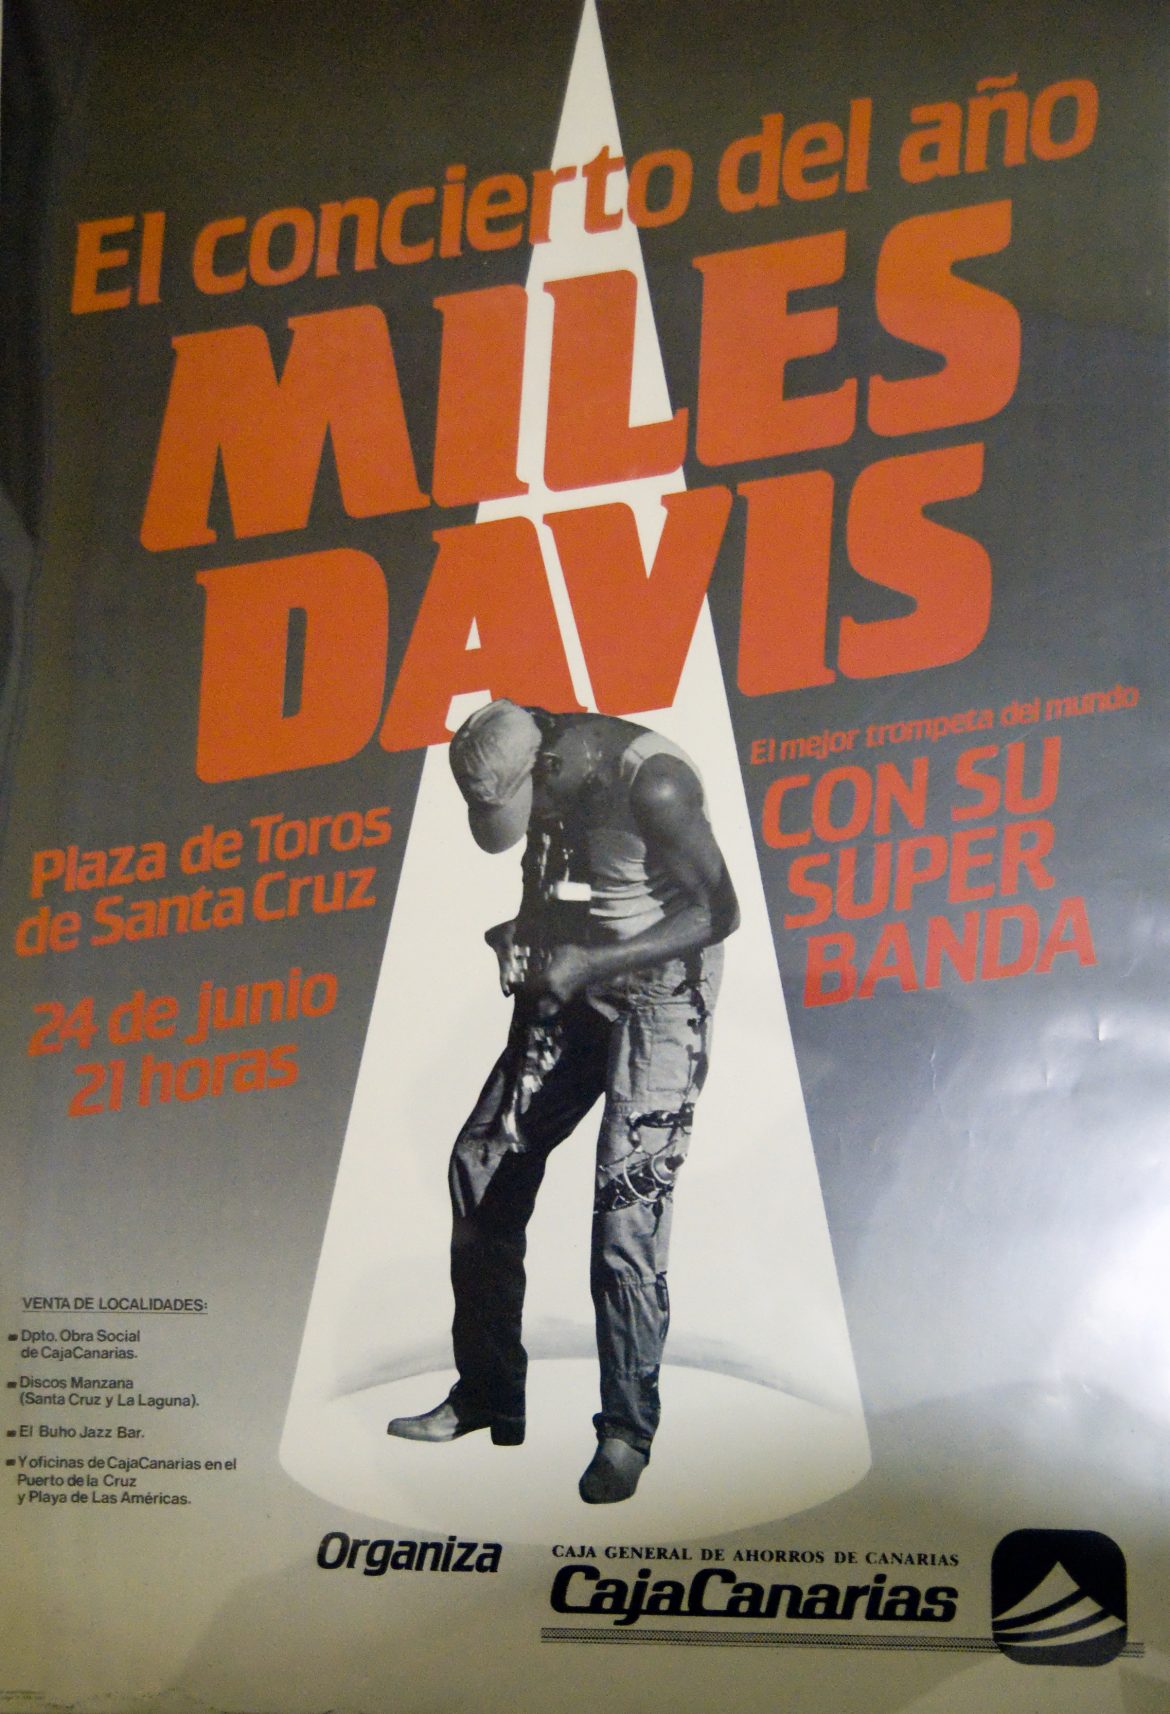 El concierto del año
MILES
DAVIS
El mejor trompeta del mundo
CON SU
SUPER
BANDA
Plaza de Toros
de Santa Cruz
24 de junio
21 horas
VENTA DE LOCALIDADES:
Dpto. Obra Social
de CajaCanarias.
Discos Manzana
(Santa Cruz y La Laguna).
El Buho Jazz Bar.
Y oficinas de CajaCanarias en el
Puerto de la Cruz
y Playa de Las Américas.
Organiza
CAJA GENERAL DE AHORROS DE CANARIAS
CajaCanarias